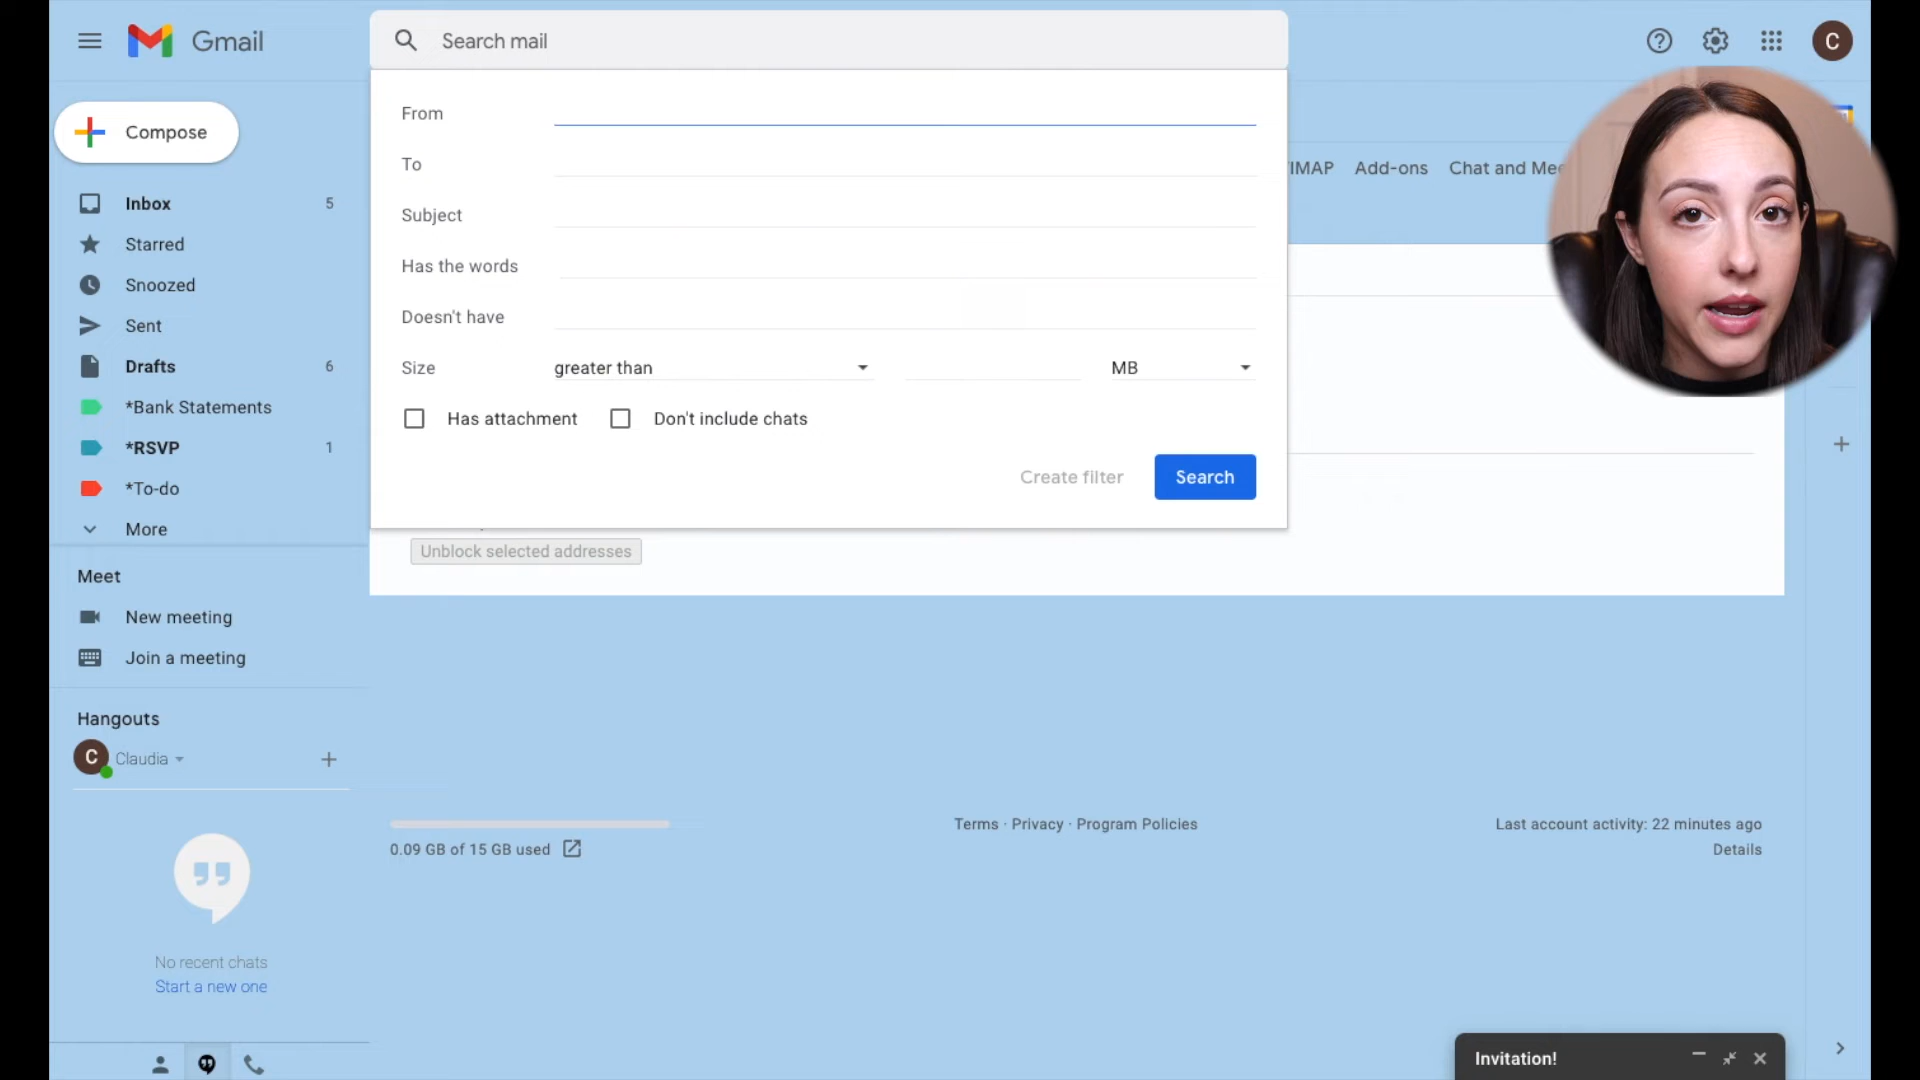 Gmail
Search mail
C
Compose
From
To
Subject
Has the words
Doesn't have
Size
greater than
MB
Has attachment
Don't include chats
Create filter
Search
IMAP
Add-ons
Chat and
Inbox
5
Starred
Snoozed
Sent
Drafts
6
*Bank Statements
*RSVP
1
*To-do
More
Unblock selected addresses
Meet
New meeting
Join a meeting
Hangouts
C
Claudia
No recent chats
Start a new one
0.09 GB of 15 GB used
Terms · Privacy · Program Policies
Last account activity: 22 minutes ago
Details
Invitation!